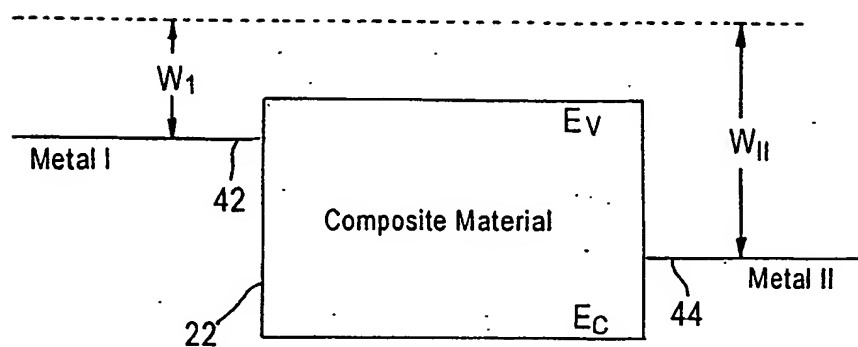 W1
EV
WII
Metal I
42
Composite Material
Metal II
22
EC
44